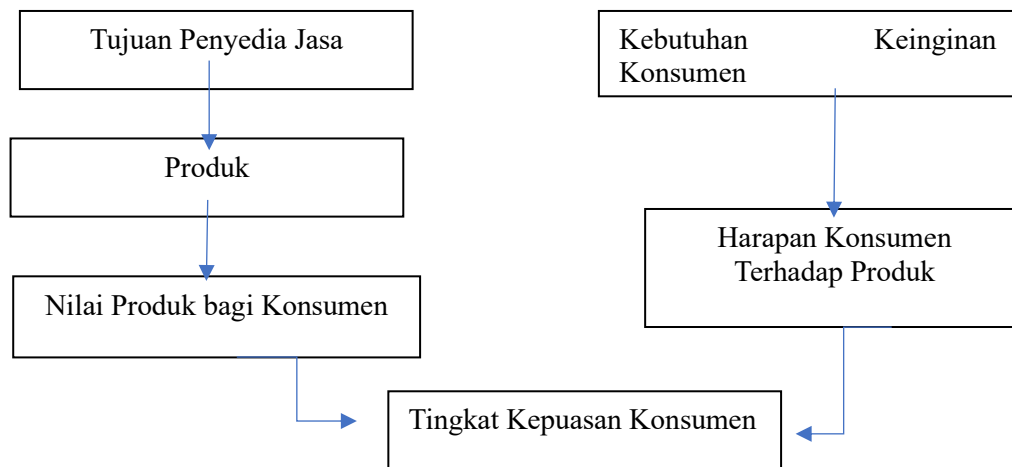 Tujuan Penyedia Jasa
Produk
Nilai Produk bagi Konsumen
Kebutuhan Keinginan
Konsumen
Harapan Konsumen
Terhadap Produk
Tingkat Kepuasan Konsumen